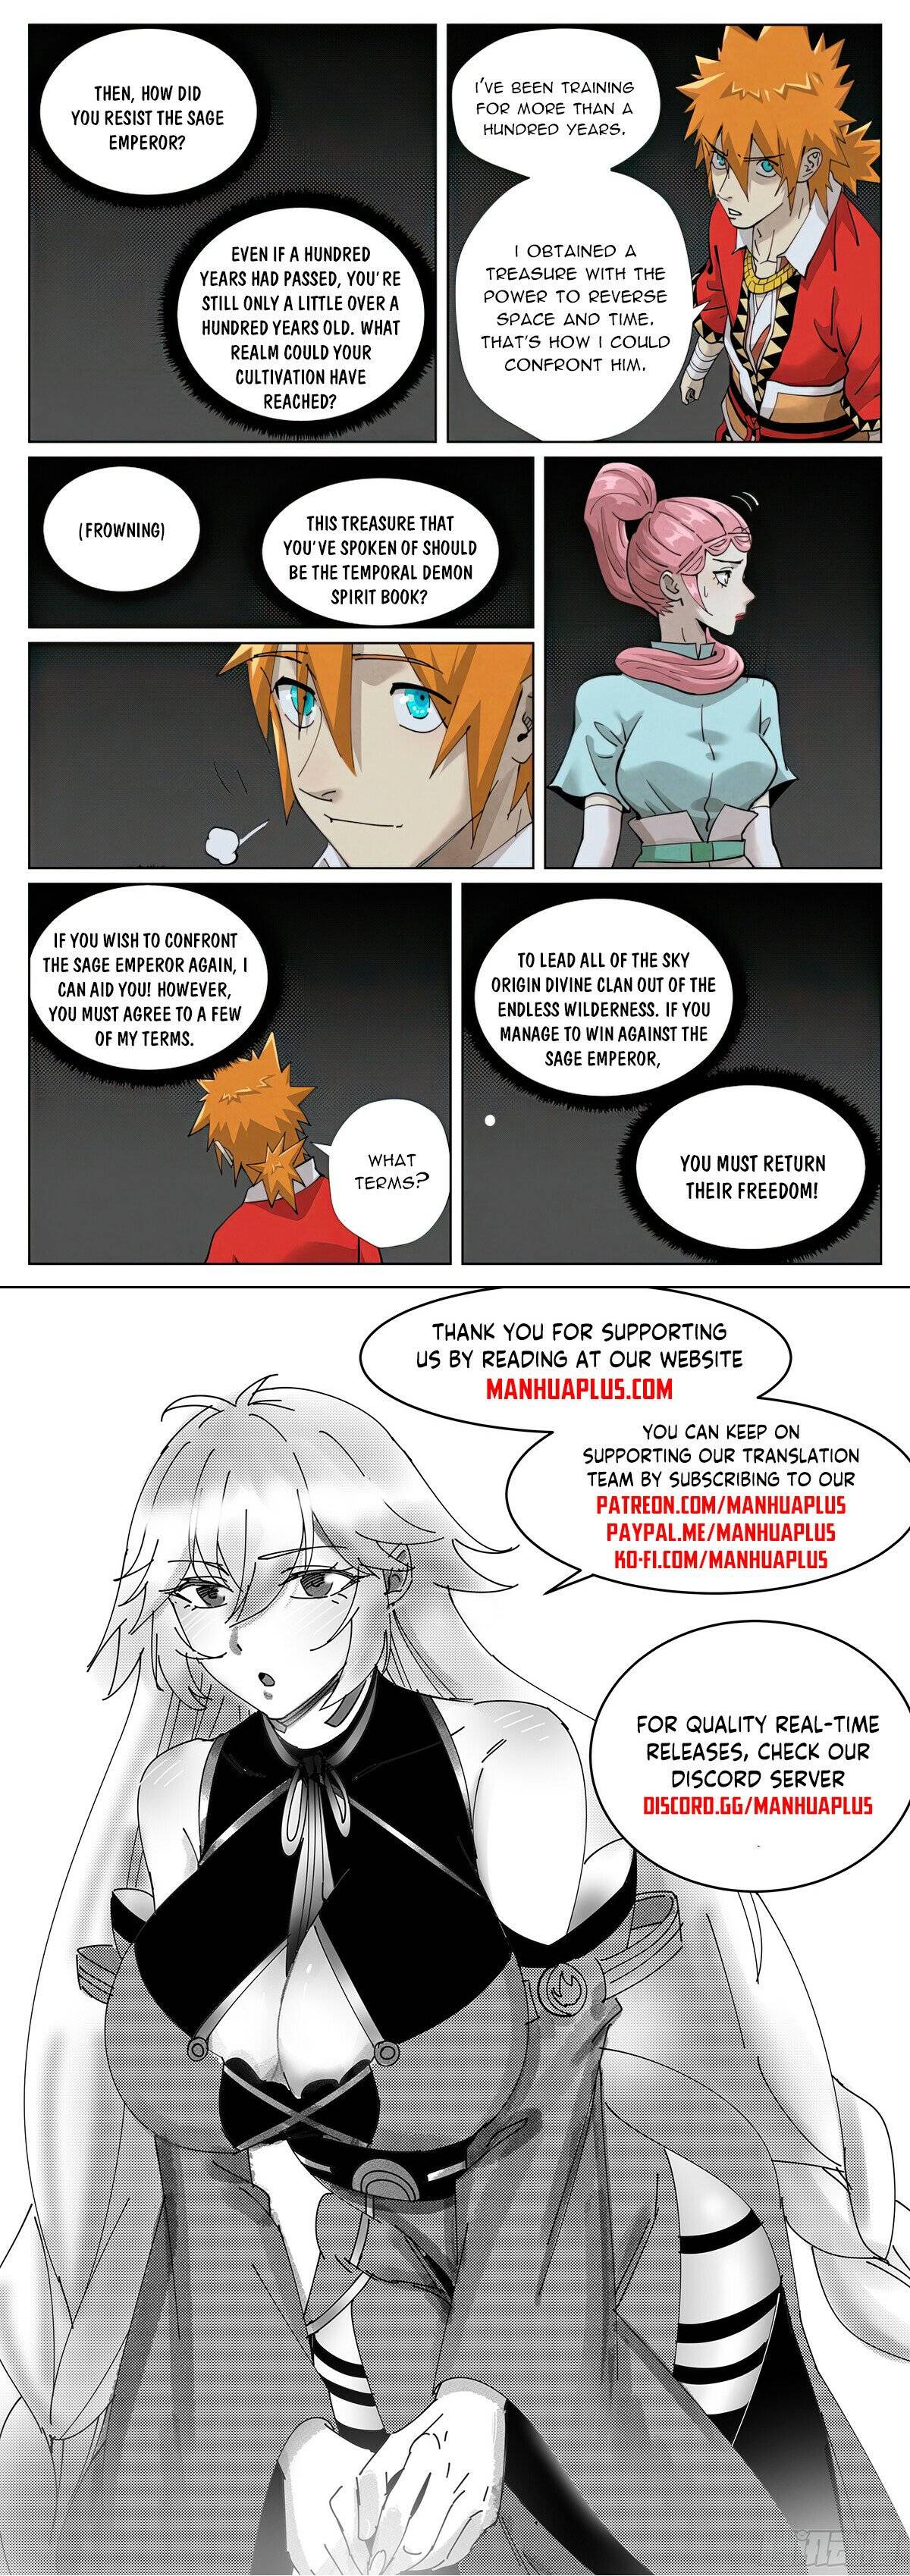 THEN, HOW DID
YOU RESIST THE SAGE
EMPEROR?
EVEN IF A HUNDRED
YEARS HAD PASSED, YOU'RE
STILL ONLY A LITTLE OVER A
HUNDRED YEARS OLD. WHAT
REALM COULD YOUR
CULTIVATION HAVE
REACHED?
I'VE BEEN TRAINING
FOR MORE THAN A
HUNDRED YEARS.
I OBTAINED A
TREASURE WITH THE
POWER TO REVERSE
SPACE AND TIME.
THAT'S HOW I COULD
CONFRONT HIM.
(FROWNING)
THIS TREASURE THAT
YOU'VE SPOKEN OF SHOULD
BE THE TEMPORAL DEMON
SPIRIT BOOK?
IF YOU WISH TO CONFRONT
THE SAGE EMPEROR AGAIN, I
CAN AID YOU! HOWEVER,
YOU MUST AGREE TO A FEW
OF MY TERMS.
WHAT
TERMS?
TO LEAD ALL OF THE SKY
ORIGIN DIVINE CLAN OUT OF THE
ENDLESS WILDERNESS. IF YOU
MANAGE TO WIN AGAINST THE
SAGE EMPEROR,
YOU MUST RETURN
THEIR FREEDOM!
THANK YOU FOR SUPPORTING
US BY READING AT OUR WEBSITE
MANHUAPLUS.COM
YOU CAN KEEP ON
SUPPORTING OUR TRANSLATION
TEAM BY SUBSCRIBING TO OUR
PATREON.COM/MANHUAPLUS
PAYPAL.ME/MANHUAPLUS
KO-FI.COM/MANHUAPLUS
FOR QUALITY REAL-TIME
RELEASES, CHECK OUR
DISCORD SERVER
DISCORD.GG/MANHUAPLUS